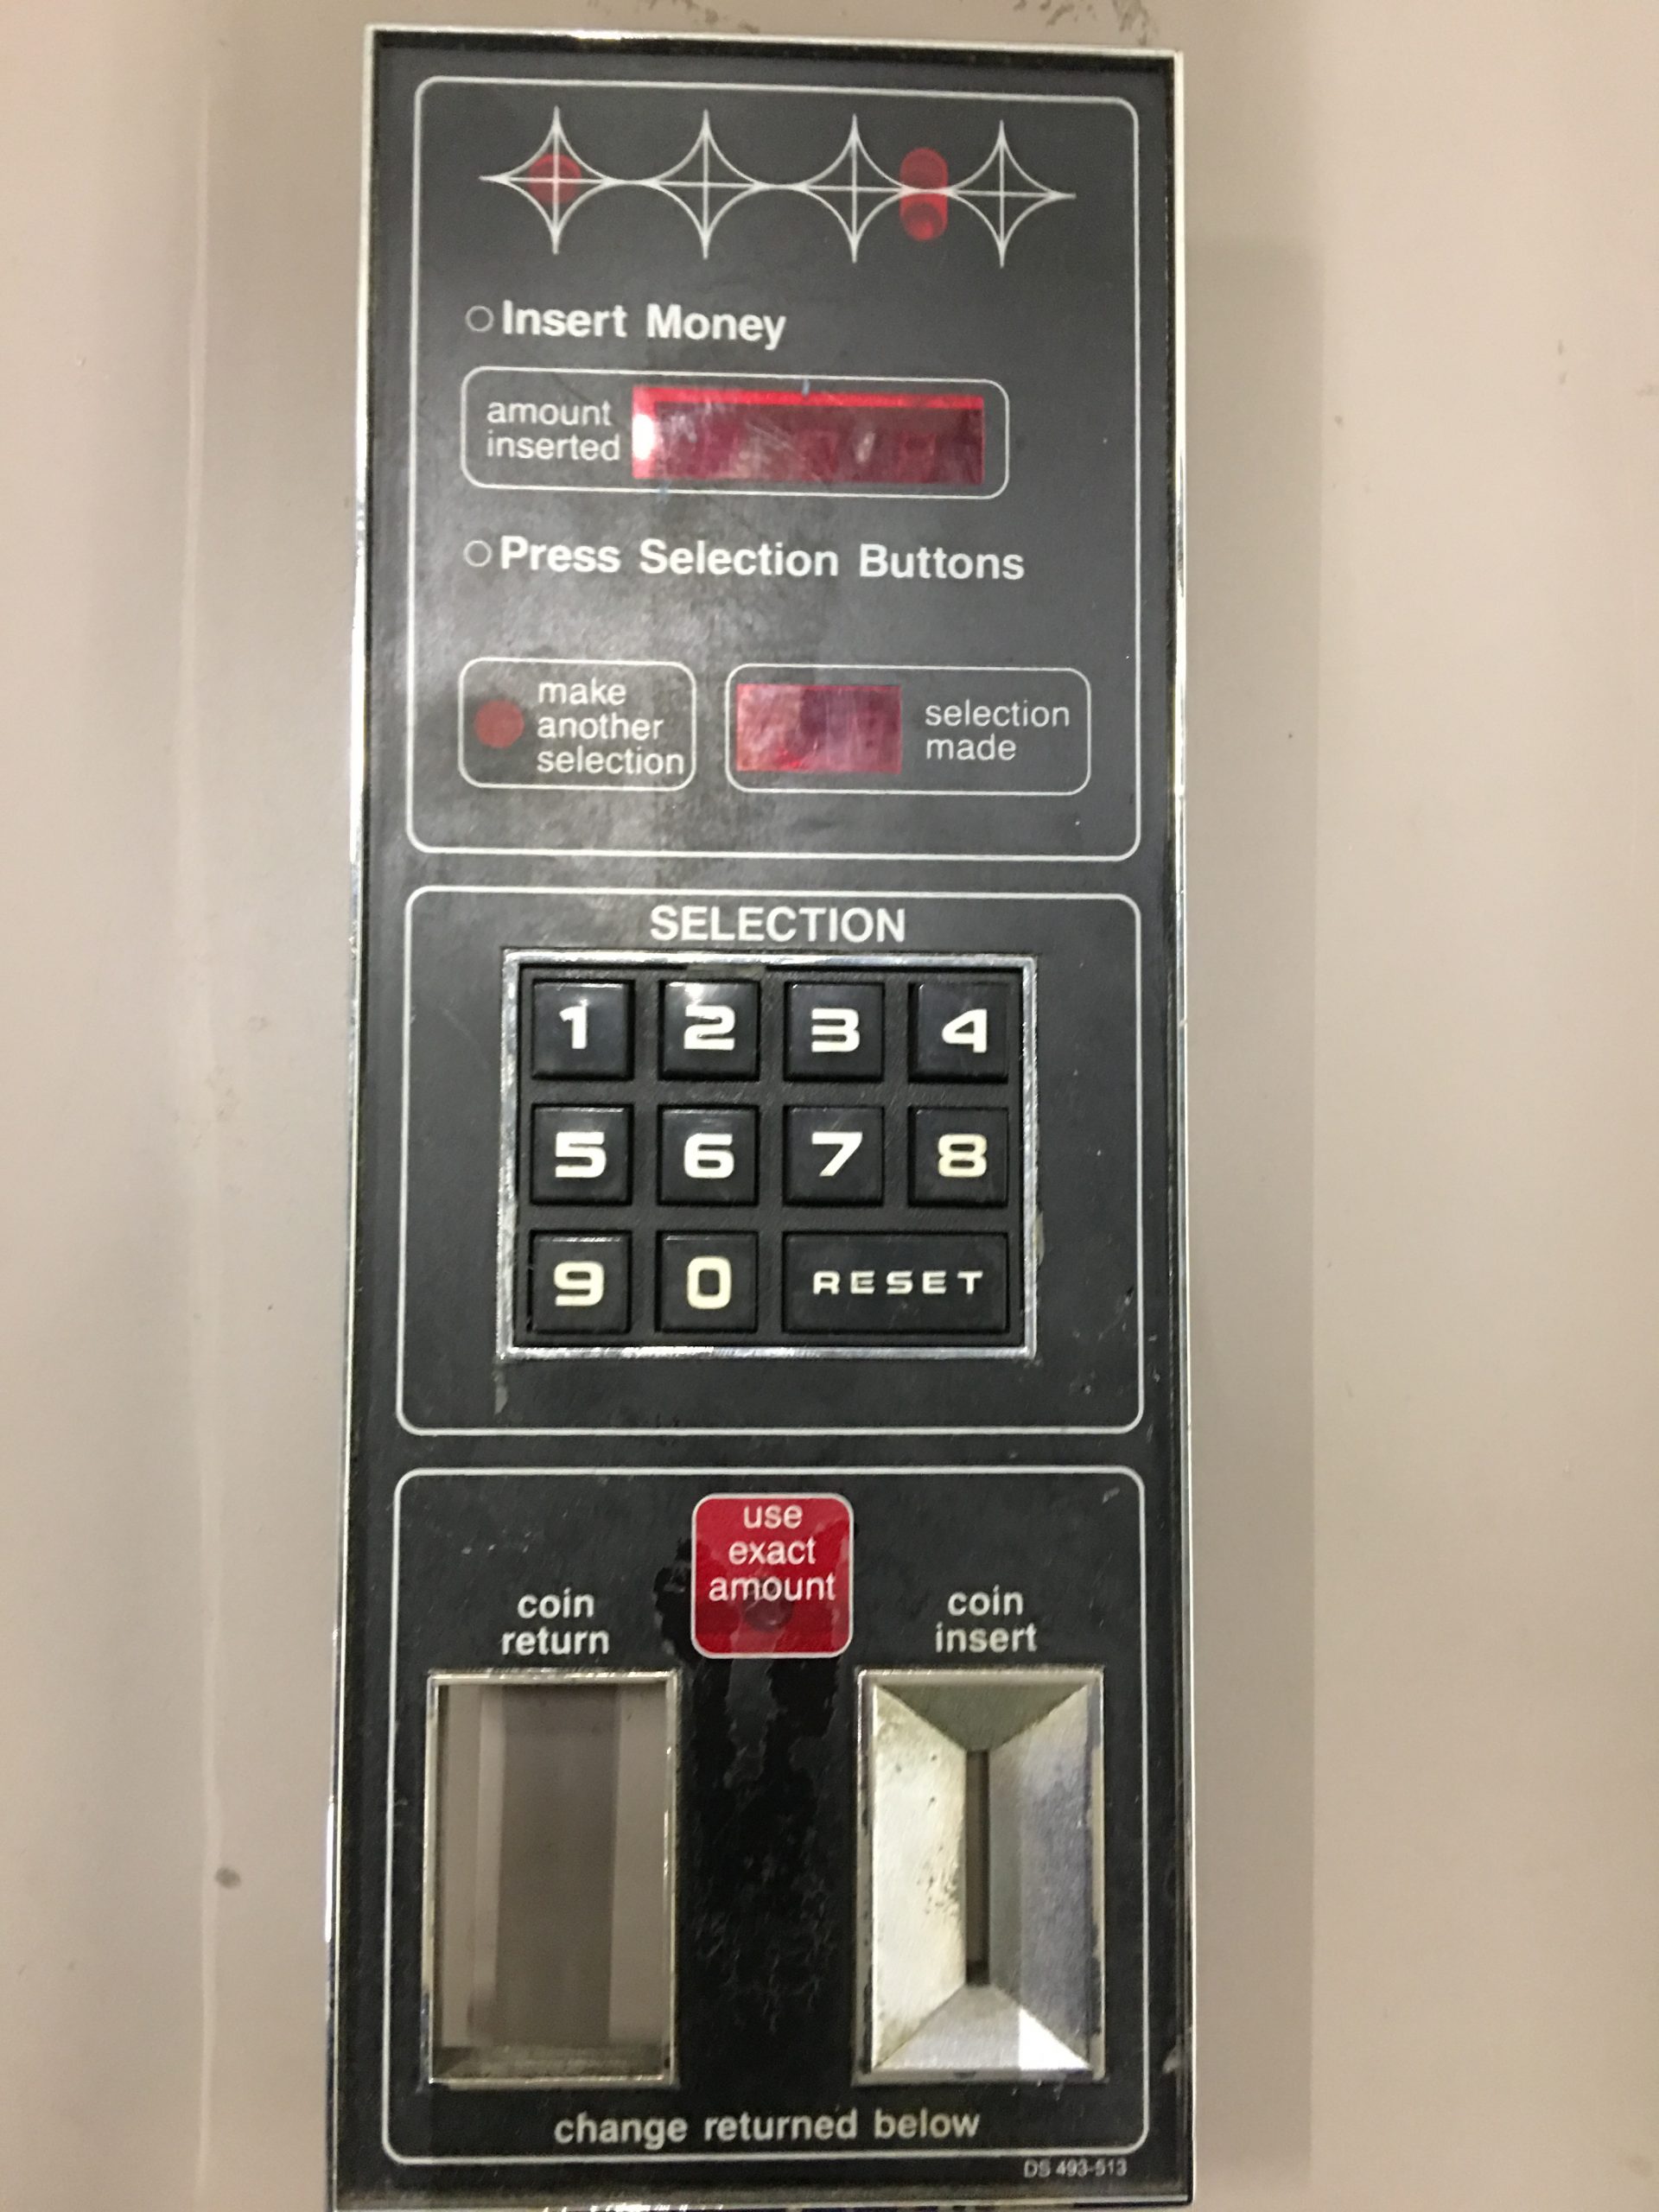 Insert Money
amount
inserted
Press Selection Buttons
make
another
selection
selection
made
SELECTION
1 2 3 4
5 6 7 8
9 0 RESET
use
exact
amount
coin
return
coin
insert
change returned below
DS 493-513